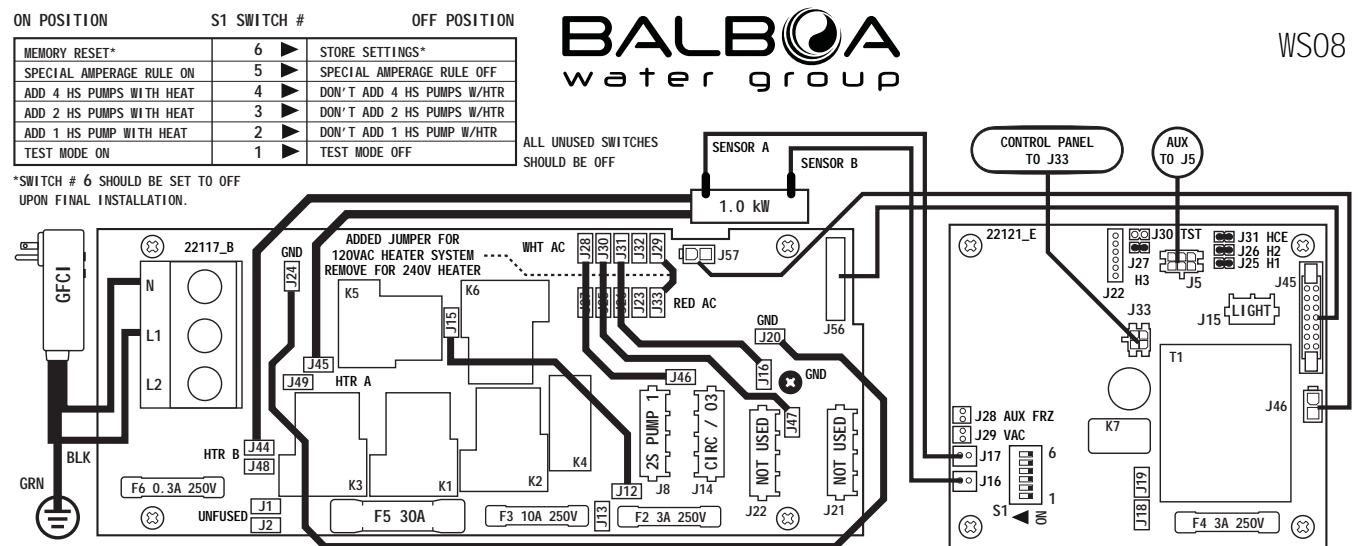 ON POSITION S1 SWITCH # OFF POSITION
MEMORY RESET* 6 ▶ STORE SETTINGS*
SPECIAL AMPERAGE RULE ON 5 ▶ SPECIAL AMPERAGE RULE OFF
ADD 4 HS PUMPS WITH HEAT 4 ▶ DON'T ADD 4 HS PUMPS W/HTR
ADD 2 HS PUMPS WITH HEAT 3 ▶ DON'T ADD 2 HS PUMPS W/HTR
ADD 1 HS PUMP WITH HEAT 2 ▶ DON'T ADD 1 HS PUMP W/HTR
TEST MODE ON 1 ▶ TEST MODE OFF
*SWITCH # 6 SHOULD BE SET TO OFF
UPON FINAL INSTALLATION.
ALL UNUSED SWITCHES
SHOULD BE OFF
BALBOA
water group
WS08
SENSOR A
SENSOR B
1.0 kW
CONTROL PANEL
TO J33
AUX
TO J5
GFCI
N
L1
L2
BLK
GRN
22117_B
GND
J24
ADDED JUMPER FOR
120VAC HEATER SYSTEM
REMOVE FOR 240V HEATER
WHT AC
J28
J30
J31
J32
J29
J23
J33
RED AC
J57
J56
K5
K6
J15
J45
J49
HTR A
HTR B
J44
J48
K3
K1
K2
K4
GND
J20
J16
GND
J46
J47
2S PUMP 1
J8
CIRC / O3
J14
NOT USED
J22
NOT USED
J21
J12
J13
F6 0.3A 250V
UNFUSED
J1
J2
F5 30A
F3 10A 250V
F2 3A 250V
22121_E
J30 TST
J27
H3
J22
J31 HCE
J26 H2
J25 H1
J5
J45
J33
J15
LIGHT
T1
K7
J46
J28 AUX FRZ
J29 VAC
J17
J16
6
1
S1
ON
J19
J18
F4 3A 250V